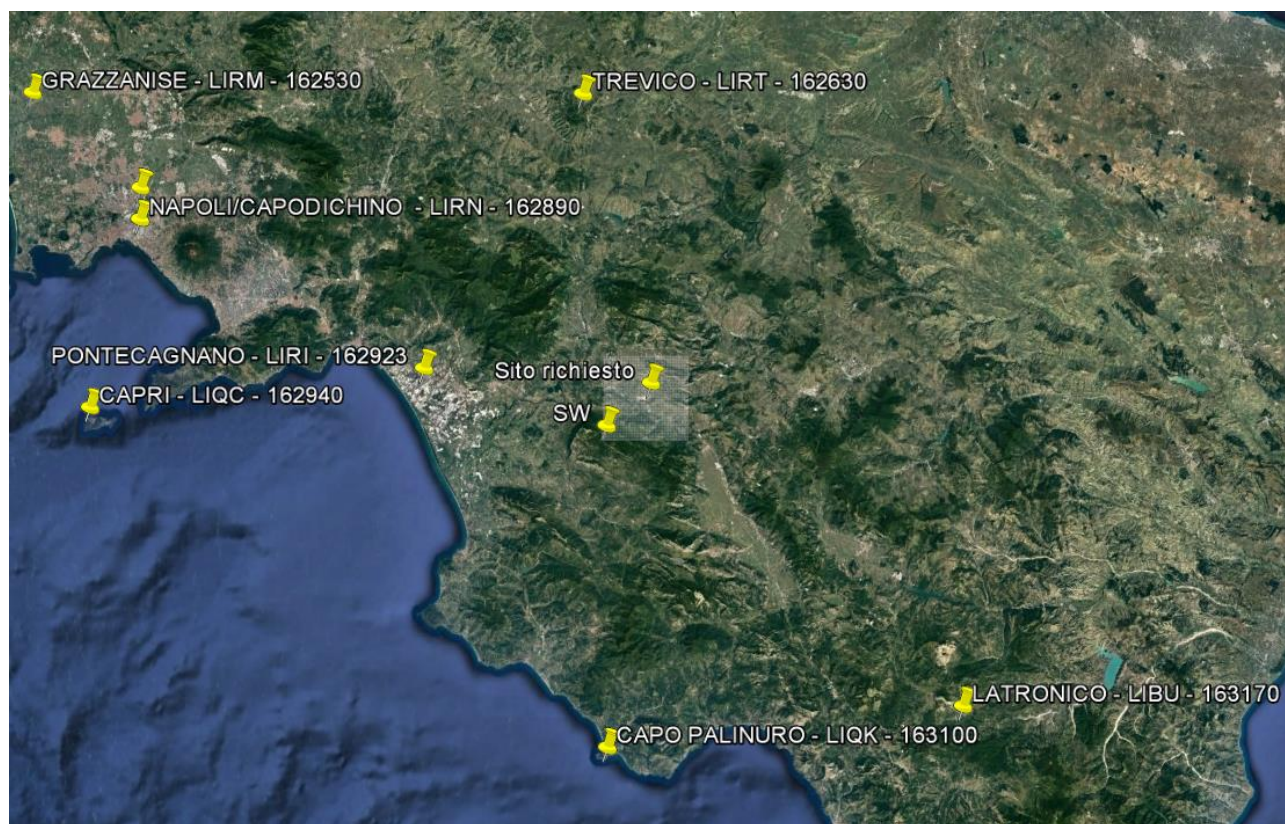 GRAZZANISE - LIRM - 162530
TREVICO - LIRT - 162630
NAPOLI/CAPODICHINO - LIRN - 162890
PONTECAGNANO - LIRI - 162923
Sito richiesto
CAPRI - LIQC - 162940
SW
LATRONICO - LIBU - 163170
CAPO PALINURO - LIQK - 163100